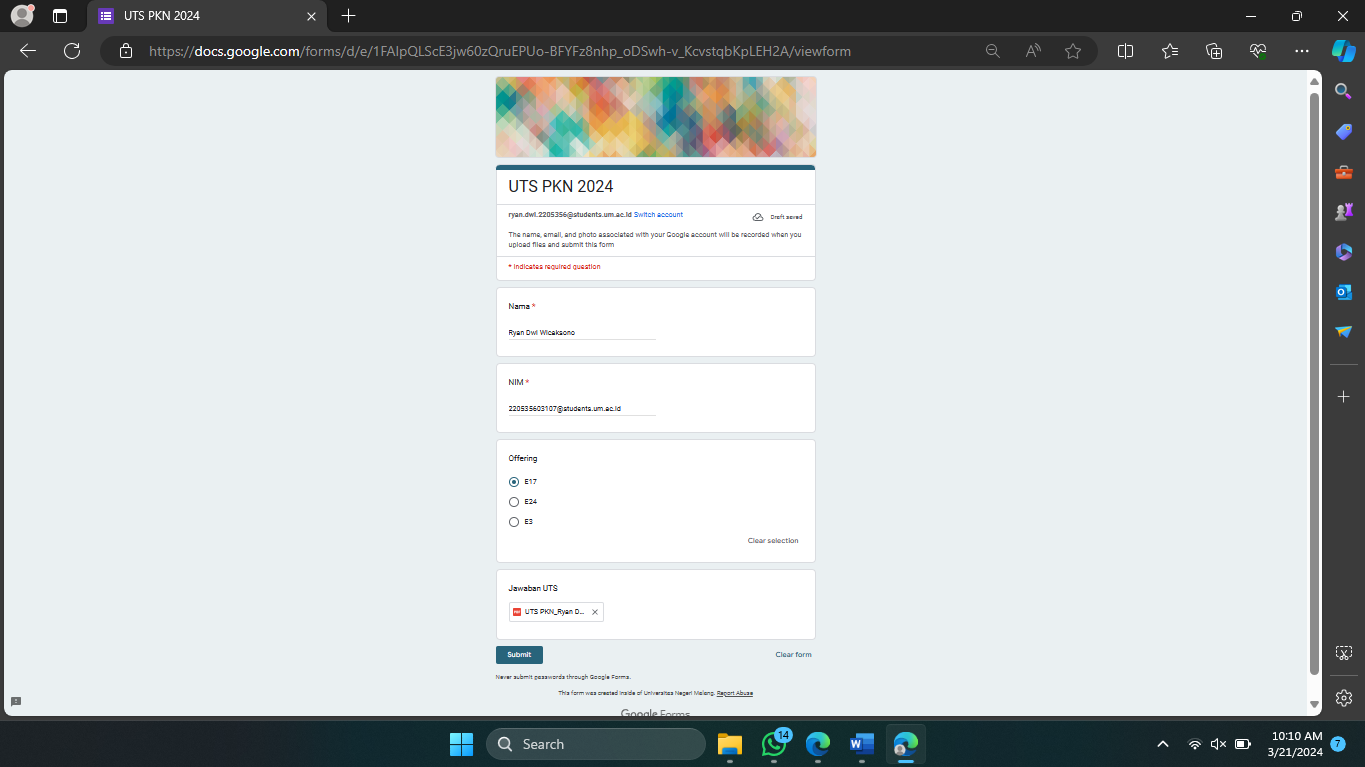 UTS PKN 2024
https://docs.google.com/forms/d/e/1FAIpQLScE3jw60zQruEPUo-BFYFz8nhp_oDSwh-v_KcvstqbKpLEH2A/viewform
UTS PKN 2024
ryan.dwi.2205356@students.um.ac.id Switch account
Draft saved
The name, email, and photo associated with your Google account will be recorded when you
upload files and submit this form
* Indicates required question
Nama *
Ryan Dwi Wicaksono
NIM *
220535603107@students.um.ac.id
Offering
E17
E24
E3
Clear selection
Jawaban UTS
PDF UTS PKN_Ryan D...
Submit
Clear form
Never submit passwords through Google Forms.
This form was created inside of Universitas Negeri Malang. Report Abuse
Google Forms
Search
14
10:10 AM
3/21/2024
7